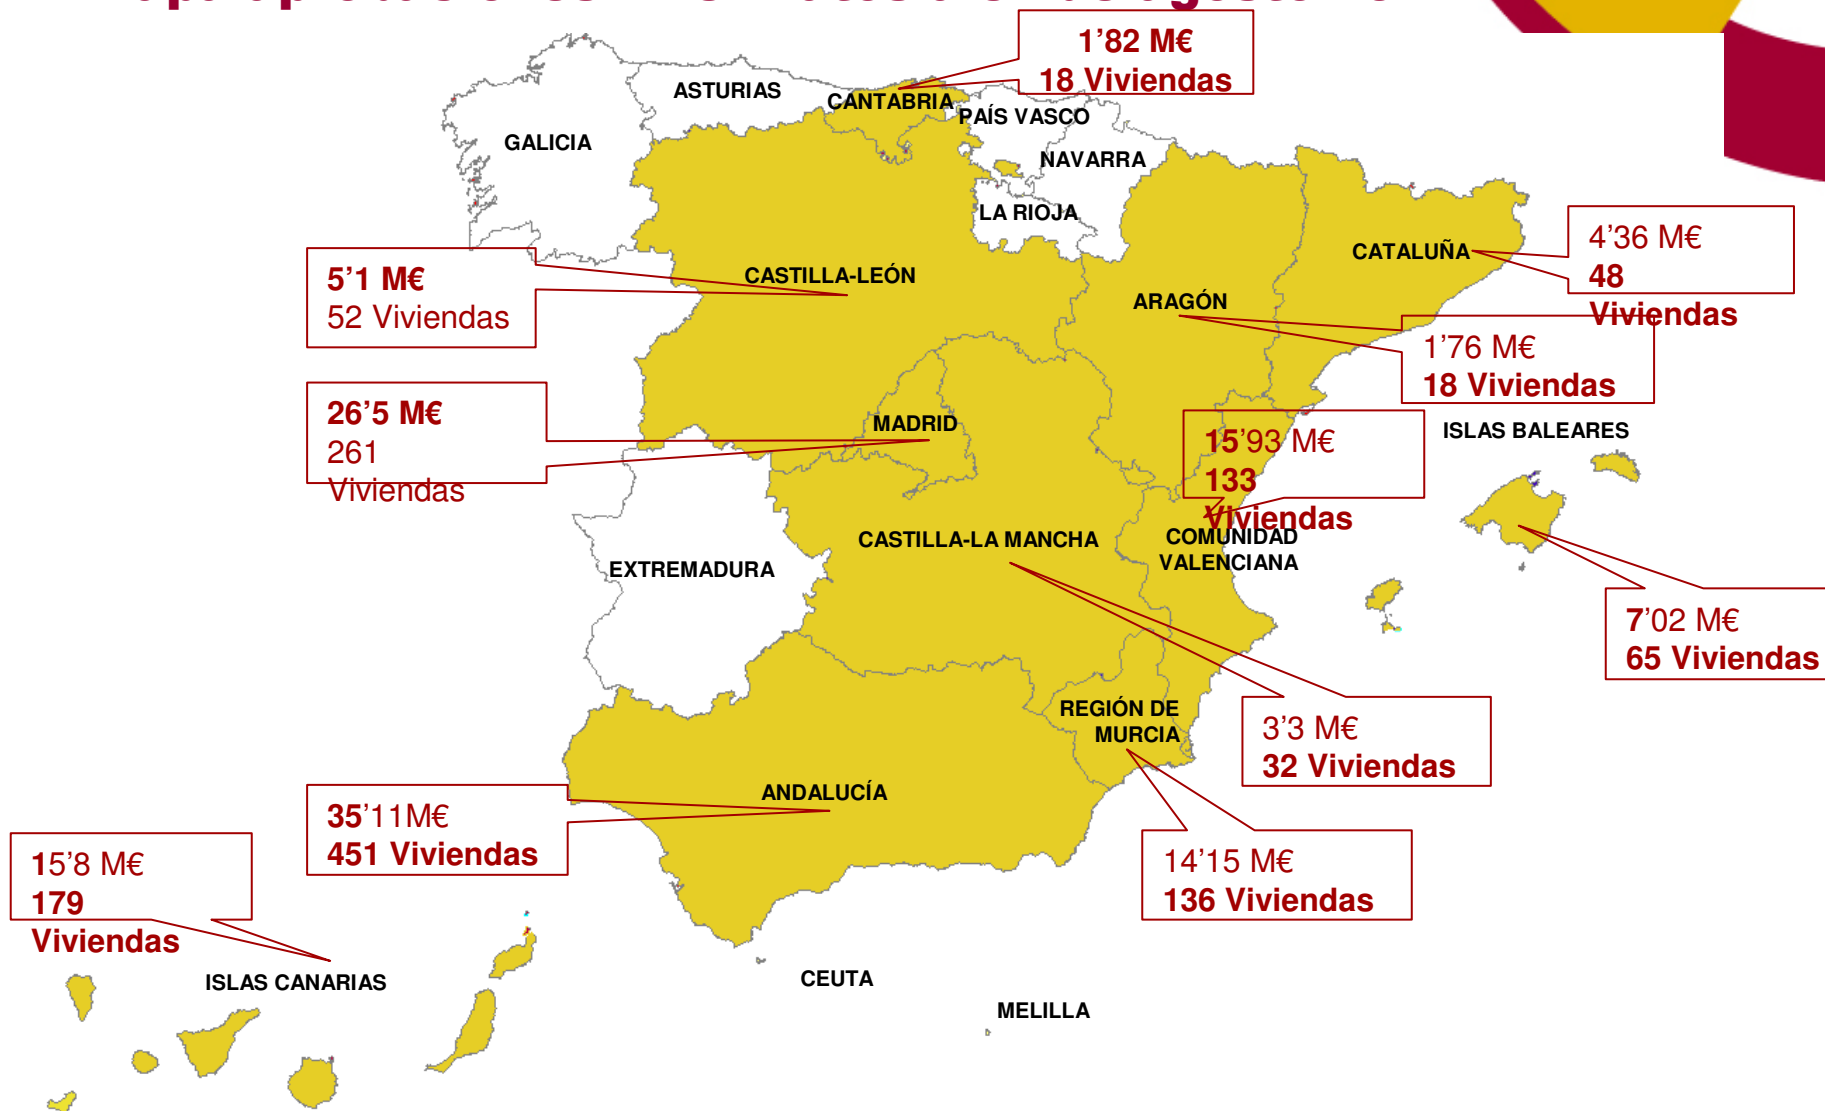 1’82 M€
18 Viviendas
ASTURIAS
CANTABRIA
PAÍS VASCO
GALICIA
NAVARRA
LA RIOJA
4’36 M€
48
Viviendas
CATALUÑA
5’1 M€
52 Viviendas
CASTILLA-LEÓN
ARAGÓN
1’76 M€
18 Viviendas
26’5 M€
261
Viviendas
MADRID
15’93 M€
133
Viviendas
ISLAS BALEARES
CASTILLA-LA MANCHA
COMUNIDAD
VALENCIANA
EXTREMADURA
7’02 M€
65 Viviendas
REGIÓN DE
MURCIA
3’3 M€
32 Viviendas
ANDALUCÍA
35’11M€
451 Viviendas
14’15 M€
136 Viviendas
15’8 M€
179
Viviendas
ISLAS CANARIAS
CEUTA
MELILLA